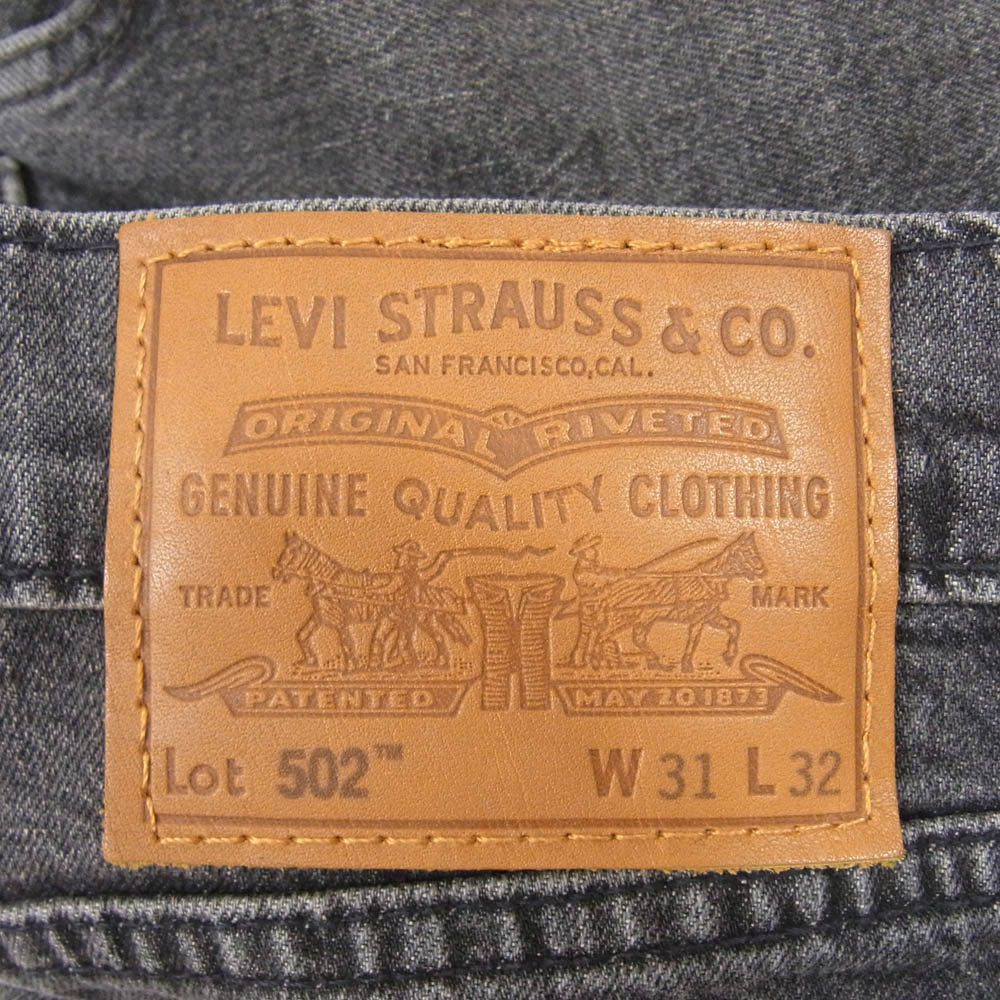 LEVI STRAUSS & CO.
SAN FRANCISCO, CAL.
ORIGINAL RIVETED
GENUINE QUALITY CLOTHING
TRADE MARK
PATENTED MAY 20 1873
Lot 502™ W 31 L 32